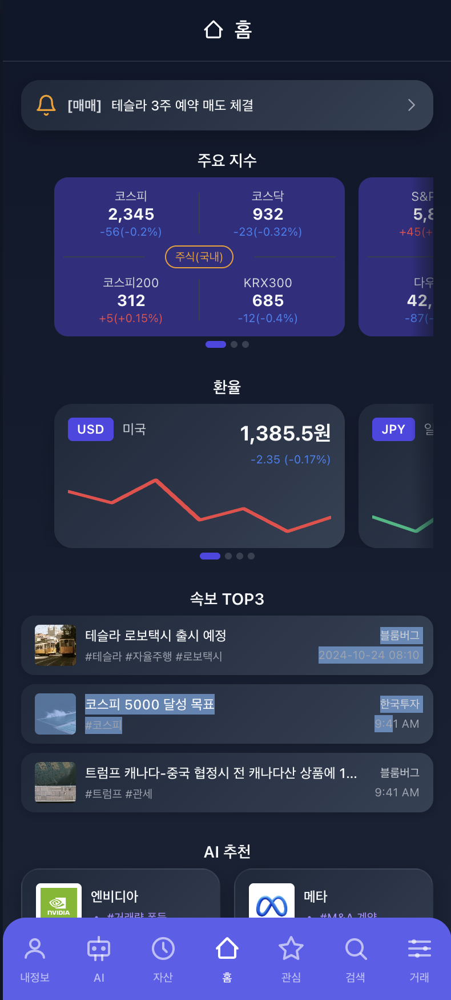 홈
[매매] 테슬라 3주 예약 매도 체결
주요 지수
코스피 코스닥
2,345 932
-56(-0.2%) -23(-0.32%)
주식(국내)
코스피200 KRX300
312 685
+5(+0.15%) -12(-0.4%)
S&P
5,8
+45(+
다우
42,
-87(-
환율
USD 미국 1,385.5원
-2.35 (-0.17%)
JPY
속보 TOP3
테슬라 로보택시 출시 예정 블룸버그
#테슬라 #자율주행 #로보택시 2024-10-24 08:10
코스피 5000 달성 목표 한국투자
#코스피 9:41 AM
트럼프 캐나다-중국 협정시 전 캐나다산 상품에 1... 블룸버그
#트럼프 #관세 9:41 AM
AI 추천
NVIDIA 엔비디아 메타
#거래량 폭등 #M&A 계약
내정보 AI 자산 홈 관심 검색 거래